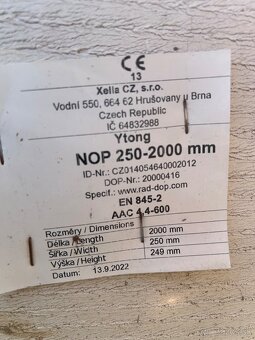 CE
13
Xella CZ, s.r.o.
Vodní 550, 664 62 Hrušovany u Brna
Czech Republic
IČ 64832988
Ytong
NOP 250-2000 mm
ID-Nr.: CZ014054640002012
DOP-Nr.: 20000416
Specif.: www.rad-dop.com
EN 845-2
AAC 4,4-600
Rozměry / Dimensions
Délka / Length 2000 mm
Šířka / Width 250 mm
Výška / Height 249 mm
Datum: 13.9.2022